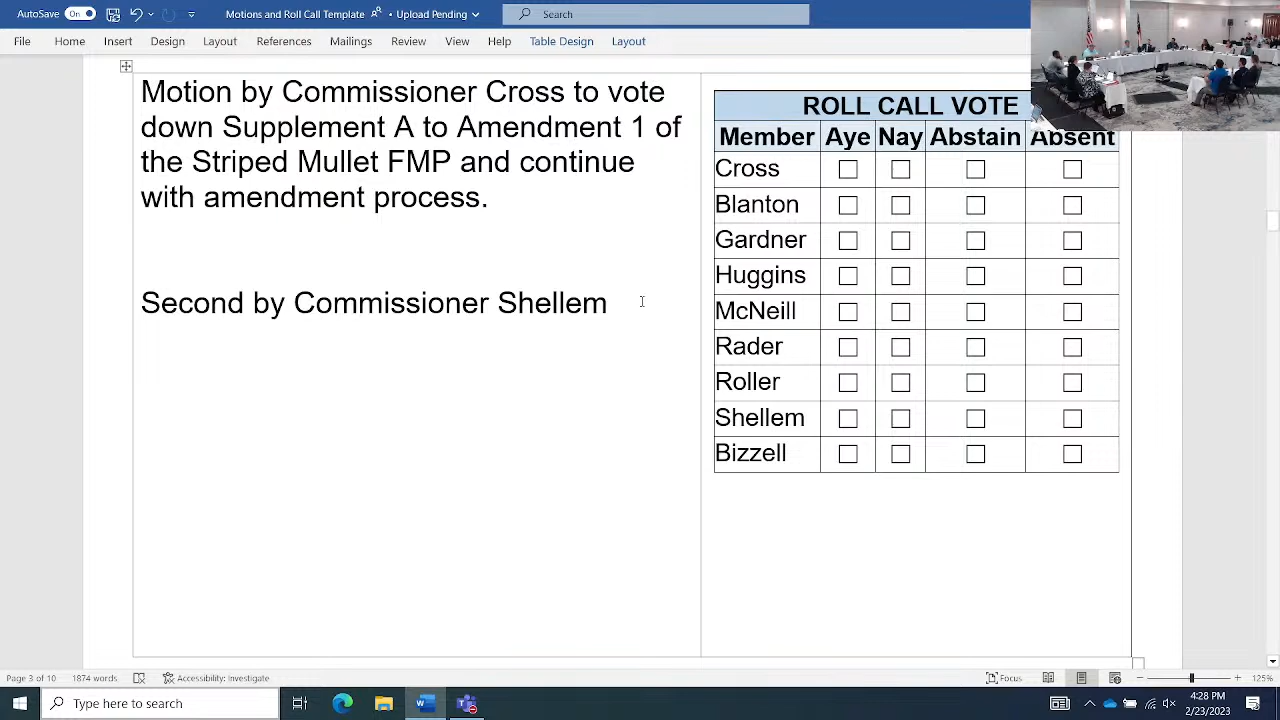 AutoSave On Motions and Roll Call Template • Upload Pending Search
File Home Insert Design Layout References Mailings Review View Help Table Design Layout
Motion by Commissioner Cross to vote
down Supplement A to Amendment 1 of
the Striped Mullet FMP and continue
with amendment process.
Second by Commissioner Shellem
ROLL CALL VOTE
Member Aye Nay Abstain Absent
Cross
Blanton
Gardner
Huggins
McNeill
Rader
Roller
Shellem
Bizzell
Page 3 of 10 1874 words Accessibility: Investigate Focus 125%
Type here to search
4:28 PM
2/23/2023